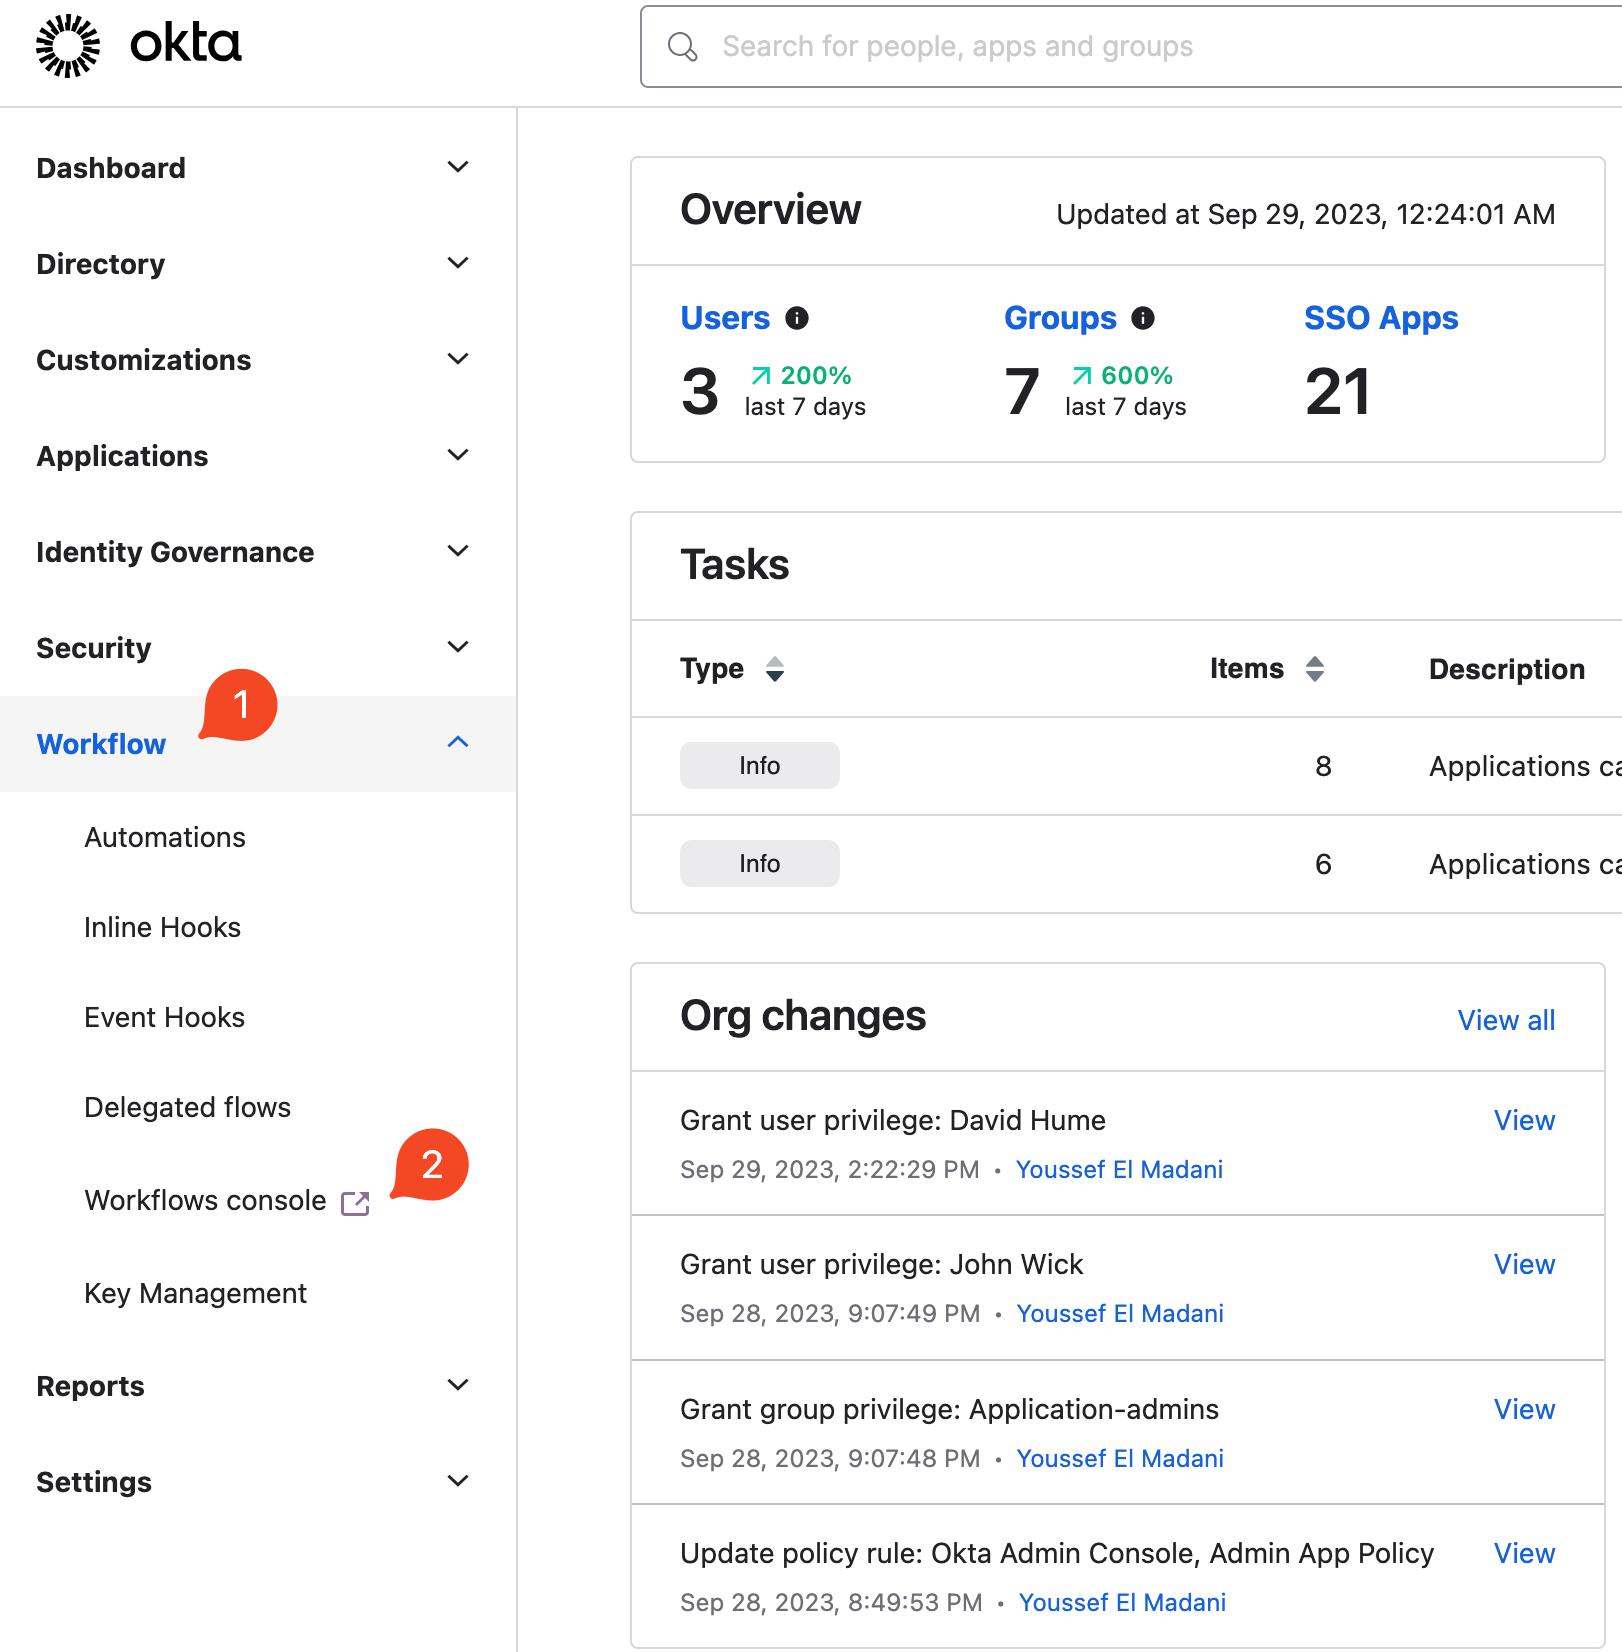 okta
Search for people, apps and groups
Dashboard
Directory
Customizations
Applications
Identity Governance
Security
1
Workflow
Automations
Inline Hooks
Event Hooks
Delegated flows
2
Workflows console
Key Management
Reports
Settings
Overview
Updated at Sep 29, 2023, 12:24:01 AM
Users Groups SSO Apps
3 200% last 7 days
7 600% last 7 days
21
Tasks
Type Items Description
Info 8 Applications ca
Info 6 Applications ca
Org changes View all
Grant user privilege: David Hume View
Sep 29, 2023, 2:22:29 PM • Youssef El Madani
Grant user privilege: John Wick View
Sep 28, 2023, 9:07:49 PM • Youssef El Madani
Grant group privilege: Application-admins View
Sep 28, 2023, 9:07:48 PM • Youssef El Madani
Update policy rule: Okta Admin Console, Admin App Policy View
Sep 28, 2023, 8:49:53 PM • Youssef El Madani